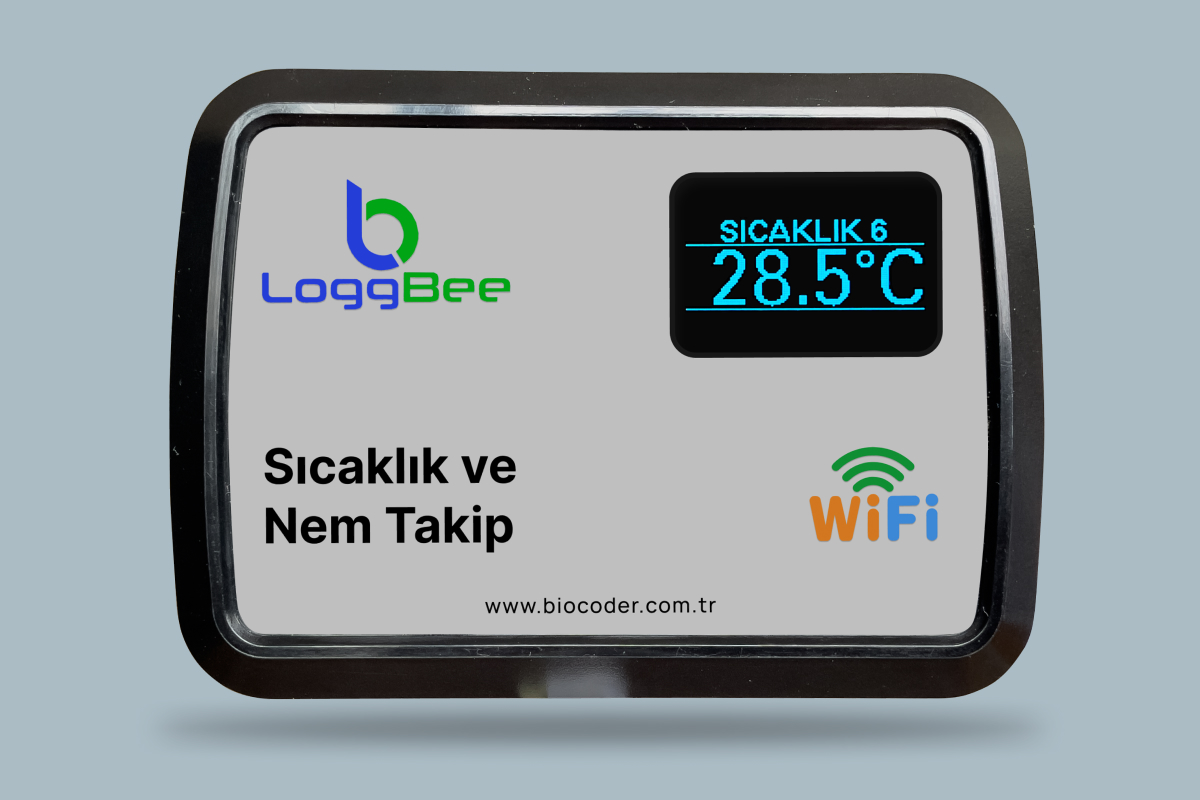 LoggBee
SICAKLIK 6
28.5°C
Sıcaklık ve
Nem Takip
WiFi
www.biocoder.com.tr